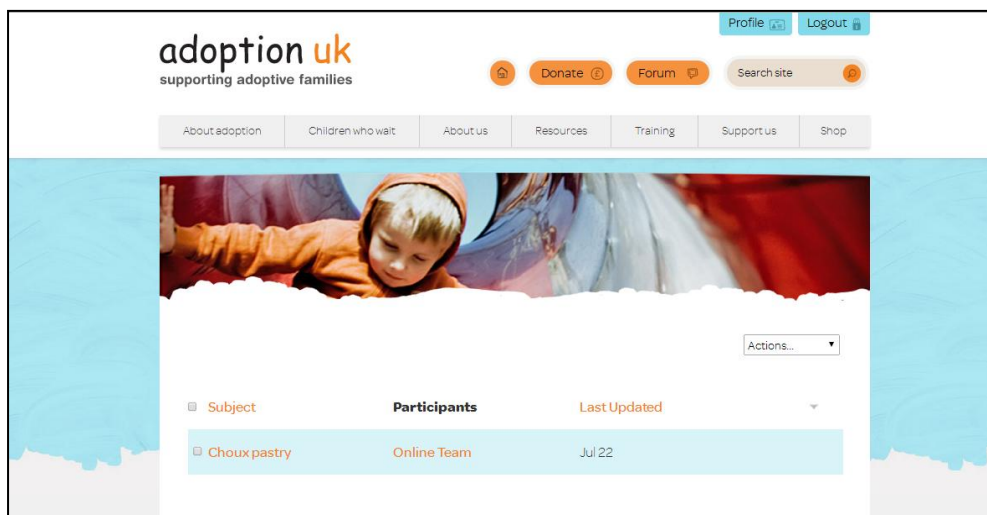 Profile Logout
adoption uk
supporting adoptive families
Donate Forum Search site
About adoption Children who wait About us Resources Training Support us Shop
Actions...
Subject Participants Last Updated
Choux pastry Online Team Jul 22